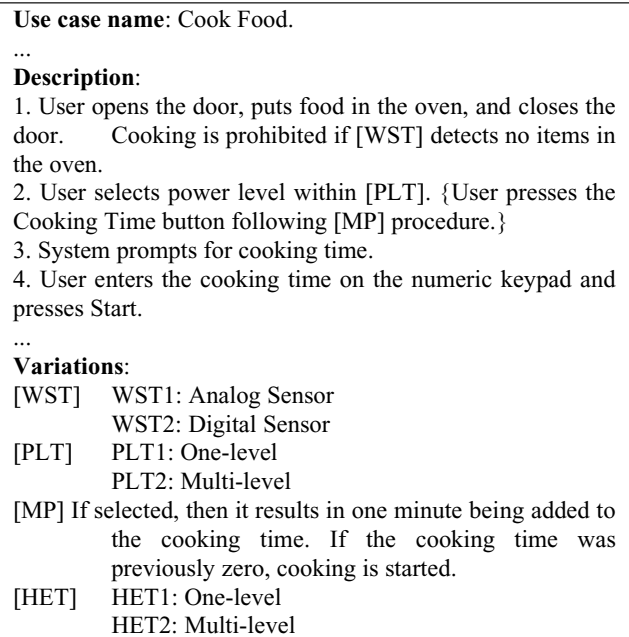 Use case name: Cook Food.
...
Description:
1. User opens the door, puts food in the oven, and closes the
door. Cooking is prohibited if [WST] detects no items in
the oven.
2. User selects power level within [PLT]. {User presses the
Cooking Time button following [MP] procedure.}
3. System prompts for cooking time.
4. User enters the cooking time on the numeric keypad and
presses Start.
...
Variations:
[WST] WST1: Analog Sensor
WST2: Digital Sensor
[PLT] PLT1: One-level
PLT2: Multi-level
[MP] If selected, then it results in one minute being added to
the cooking time. If the cooking time was
previously zero, cooking is started.
[HET] HET1: One-level
HET2: Multi-level